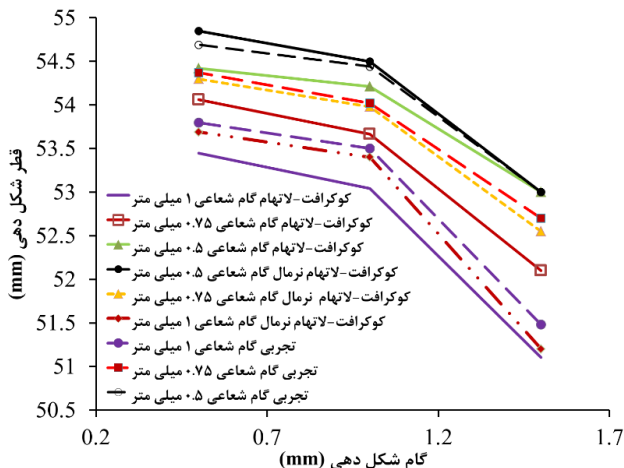 55
54.5
54
53.5
53
52.5
52
51.5
51
50.5
قطر شکل دهی (mm)
کوکرافت-لاتهام گام شعاعی ۱ میلی متر
کوکرافت-لاتهام گام شعاعی ۰.۷۵ میلی متر
کوکرافت-لاتهام گام شعاعی ۰.۵ میلی متر
کوکرافت-لاتهام نرمال گام شعاعی ۰.۵ میلی متر
کوکرافت-لاتهام نرمال گام شعاعی ۰.۷۵ میلی متر
کوکرافت-لاتهام نرمال گام شعاعی ۱ میلی متر
تجربی گام شعاعی ۱ میلی متر
تجربی گام شعاعی ۰.۷۵ میلی متر
تجربی گام شعاعی ۰.۵ میلی متر
0.2 0.7 1.2 1.7
گام شکل دهی (mm)